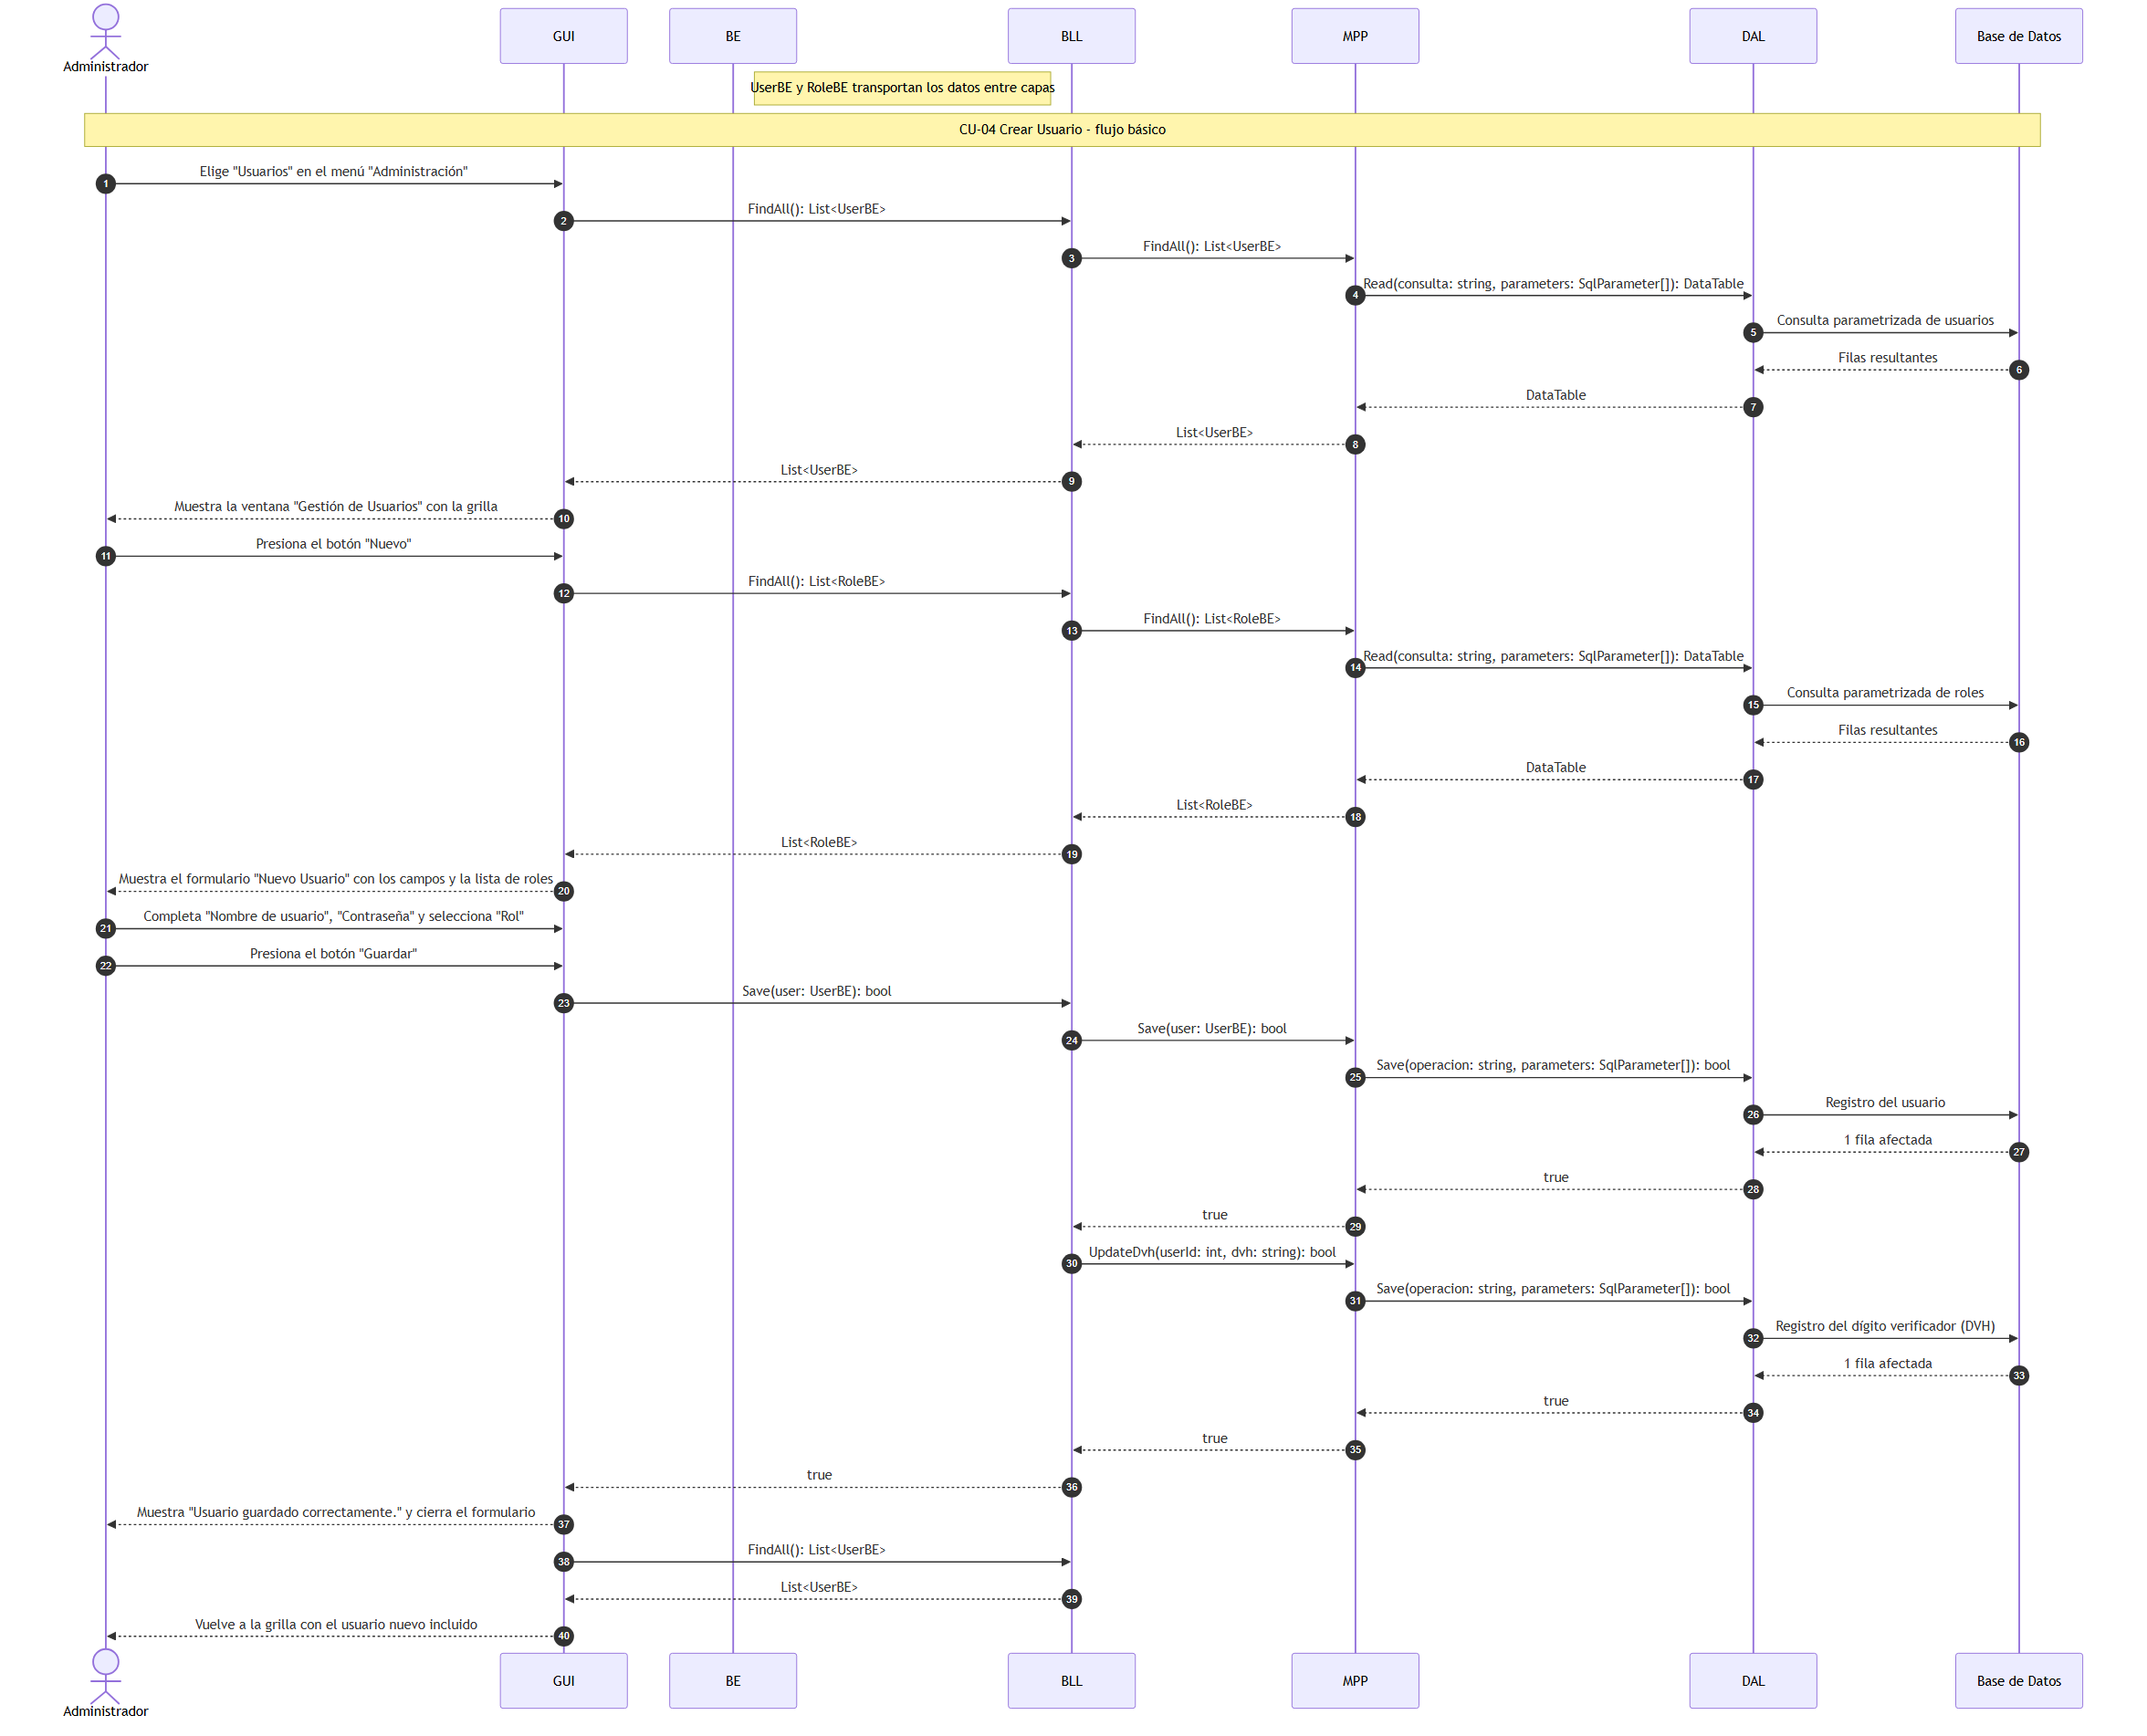 Administrador
GUI
BE
BLL
MPP
DAL
Base de Datos
UserBE y RoleBE transportan los datos entre capas
CU-04 Crear Usuario - flujo básico
1 Elige "Usuarios" en el menú "Administración"
2 FindAll(): List<UserBE>
3 FindAll(): List<UserBE>
4 Read(consulta: string, parameters: SqlParameter[]): DataTable
5 Consulta parametrizada de usuarios
6 Filas resultantes
7 DataTable
8 List<UserBE>
9 List<UserBE>
10 Muestra la ventana "Gestión de Usuarios" con la grilla
11 Presiona el botón "Nuevo"
12 FindAll(): List<RoleBE>
13 FindAll(): List<RoleBE>
14 Read(consulta: string, parameters: SqlParameter[]): DataTable
15 Consulta parametrizada de roles
16 Filas resultantes
17 DataTable
18 List<RoleBE>
19 List<RoleBE>
20 Muestra el formulario "Nuevo Usuario" con los campos y la lista de roles
21 Completa "Nombre de usuario", "Contraseña" y selecciona "Rol"
22 Presiona el botón "Guardar"
23 Save(user: UserBE): bool
24 Save(user: UserBE): bool
25 Save(operacion: string, parameters: SqlParameter[]): bool
26 Registro del usuario
27 1 fila afectada
28 true
29 true
30 UpdateDvh(userId: int, dvh: string): bool
31 Save(operacion: string, parameters: SqlParameter[]): bool
32 Registro del dígito verificador (DVH)
33 1 fila afectada
34 true
35 true
36 true
37 Muestra "Usuario guardado correctamente." y cierra el formulario
38 FindAll(): List<UserBE>
39 List<UserBE>
40 Vuelve a la grilla con el usuario nuevo incluido
Administrador
GUI
BE
BLL
MPP
DAL
Base de Datos